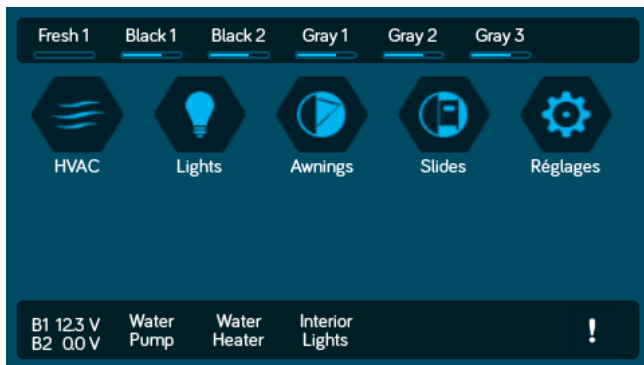 Fresh 1 Black 1 Black 2 Gray 1 Gray 2 Gray 3
HVAC Lights Awnings Slides Réglages
B1 12.3 V Water Water Interior
B2 0.0 V Pump Heater Lights
!